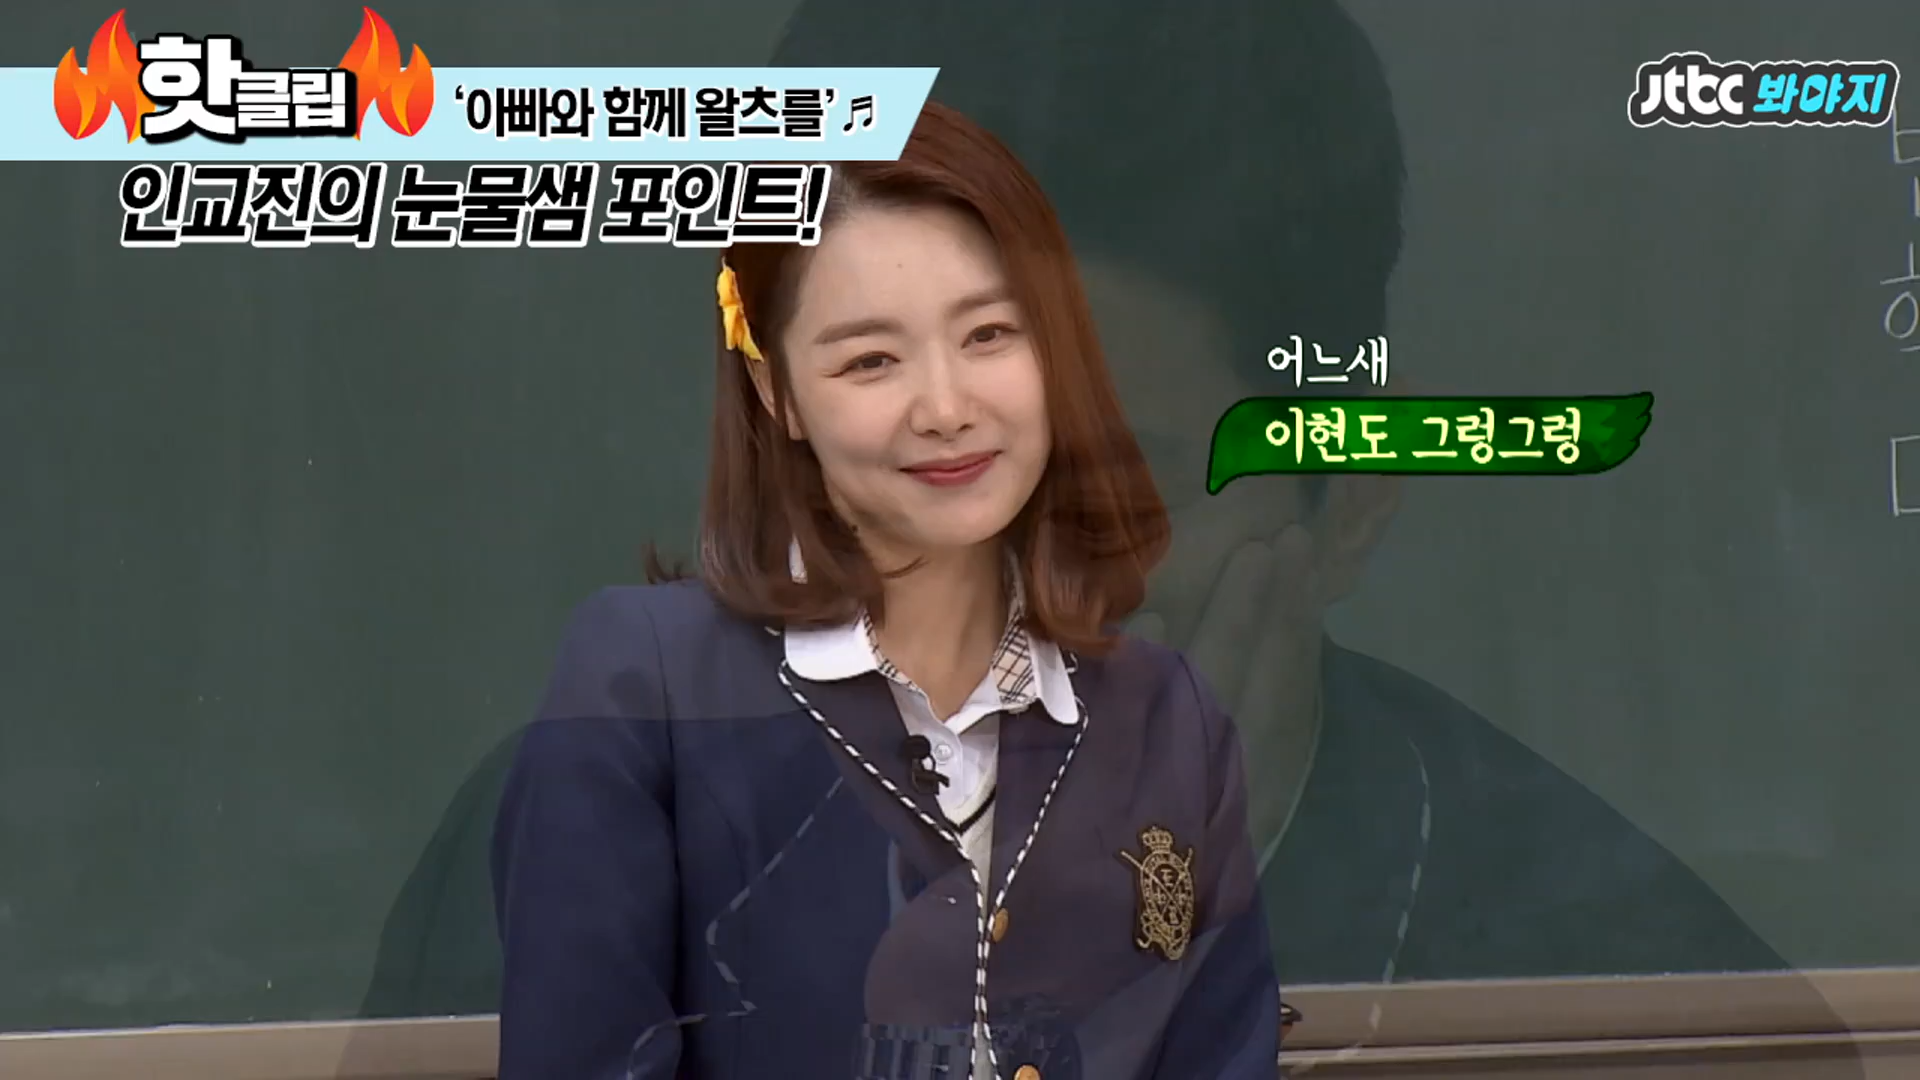 핫클립
'아빠와 함께 왈츠를'♬
인교진의 눈물샘 포인트!
jtbc 봐야지
어느새
이현도 그렁그렁